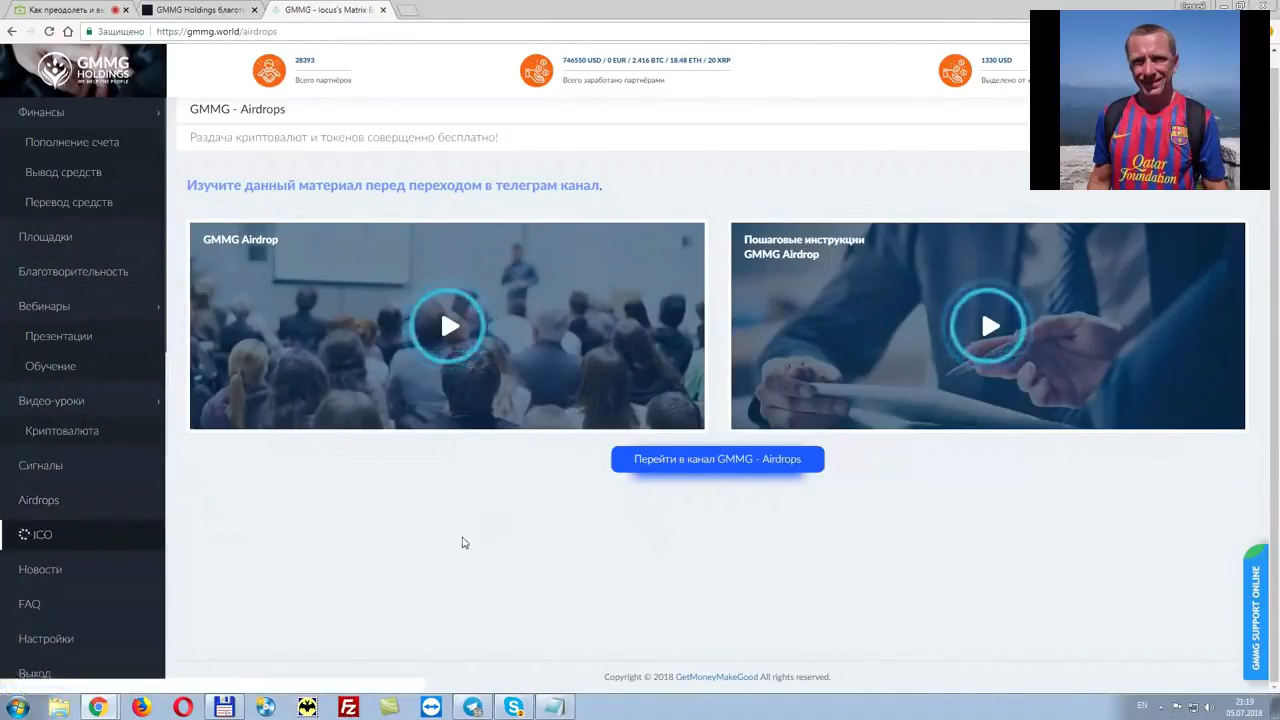 Как преодолеть и вы
GMMG Holdings благот
GMMG - locus's Matrix B
Защищено
https://gmmg.world/airdrops
GMMG
HOLDINGS
WE HELP THE PEOPLE
28393
Всего партнёров
746550 USD / 0 EUR / 2.416 BTC / 18.48 ETH / 20 XRP
Всего заработано партнёрами
1330 USD
Выделено от
Qatar
Foundation
Финансы
Пополнение счета
Вывод средств
Перевод средств
Площадки
Благотворительность
Вебинары
Презентации
Обучение
Видео-уроки
Криптовалюта
Сигналы
Airdrops
ICO
Новости
FAQ
Настройки
Выход
GMMG - Airdrops
Раздача криптовалют и токенов совершенно бесплатно!
Изучите данный материал перед переходом в телеграм канал.
GMMG Airdrop
Пошаговые инструкции
GMMG Airdrop
Перейти в канал GMMG - Airdrops
GMMG SUPPORT ONLINE
Copyright © 2018 GetMoneyMakeGood All rights reserved.
EN
21:19
05.07.2018